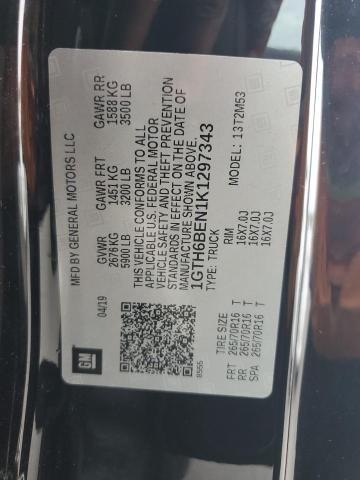 MFD BY GENERAL MOTORS LLC
04/19 GVWR GAWR FRT GAWR RR
2676 KG 1451 KG 1588 KG
5900 LB 3200 LB 3500 LB
THIS VEHICLE CONFORMS TO ALL
APPLICABLE U.S. FEDERAL MOTOR
VEHICLE SAFETY AND THEFT PREVENTION
STANDARDS IN EFFECT ON THE DATE OF
MANUFACTURE SHOWN ABOVE.
1GTH6BEN1K1297343
TYPE: TRUCK MODEL: 13T2M53
GM
8555
TIRE SIZE RIM
FRT 265/70R16 T 16X7.0J
RR 265/70R16 T 16X7.0J
SPA 265/70R16 T 16X7.0J